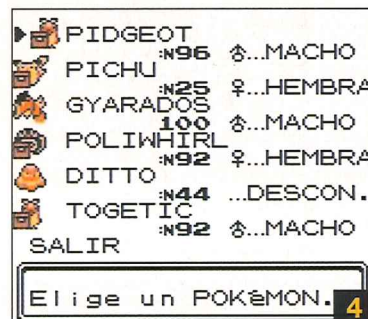 ▶PIDGEOT
:N96 ♂...MACHO
PICHU
:N25 ♀...HEMBRA
GYARADOS
100 ♂...MACHO
POLIWHIRL
:N92 ♀...HEMBRA
DITTO
:N44 ...DESCON.
TOGETIC
:N92 ♂...MACHO
SALIR
Elige un POKéMON.
4